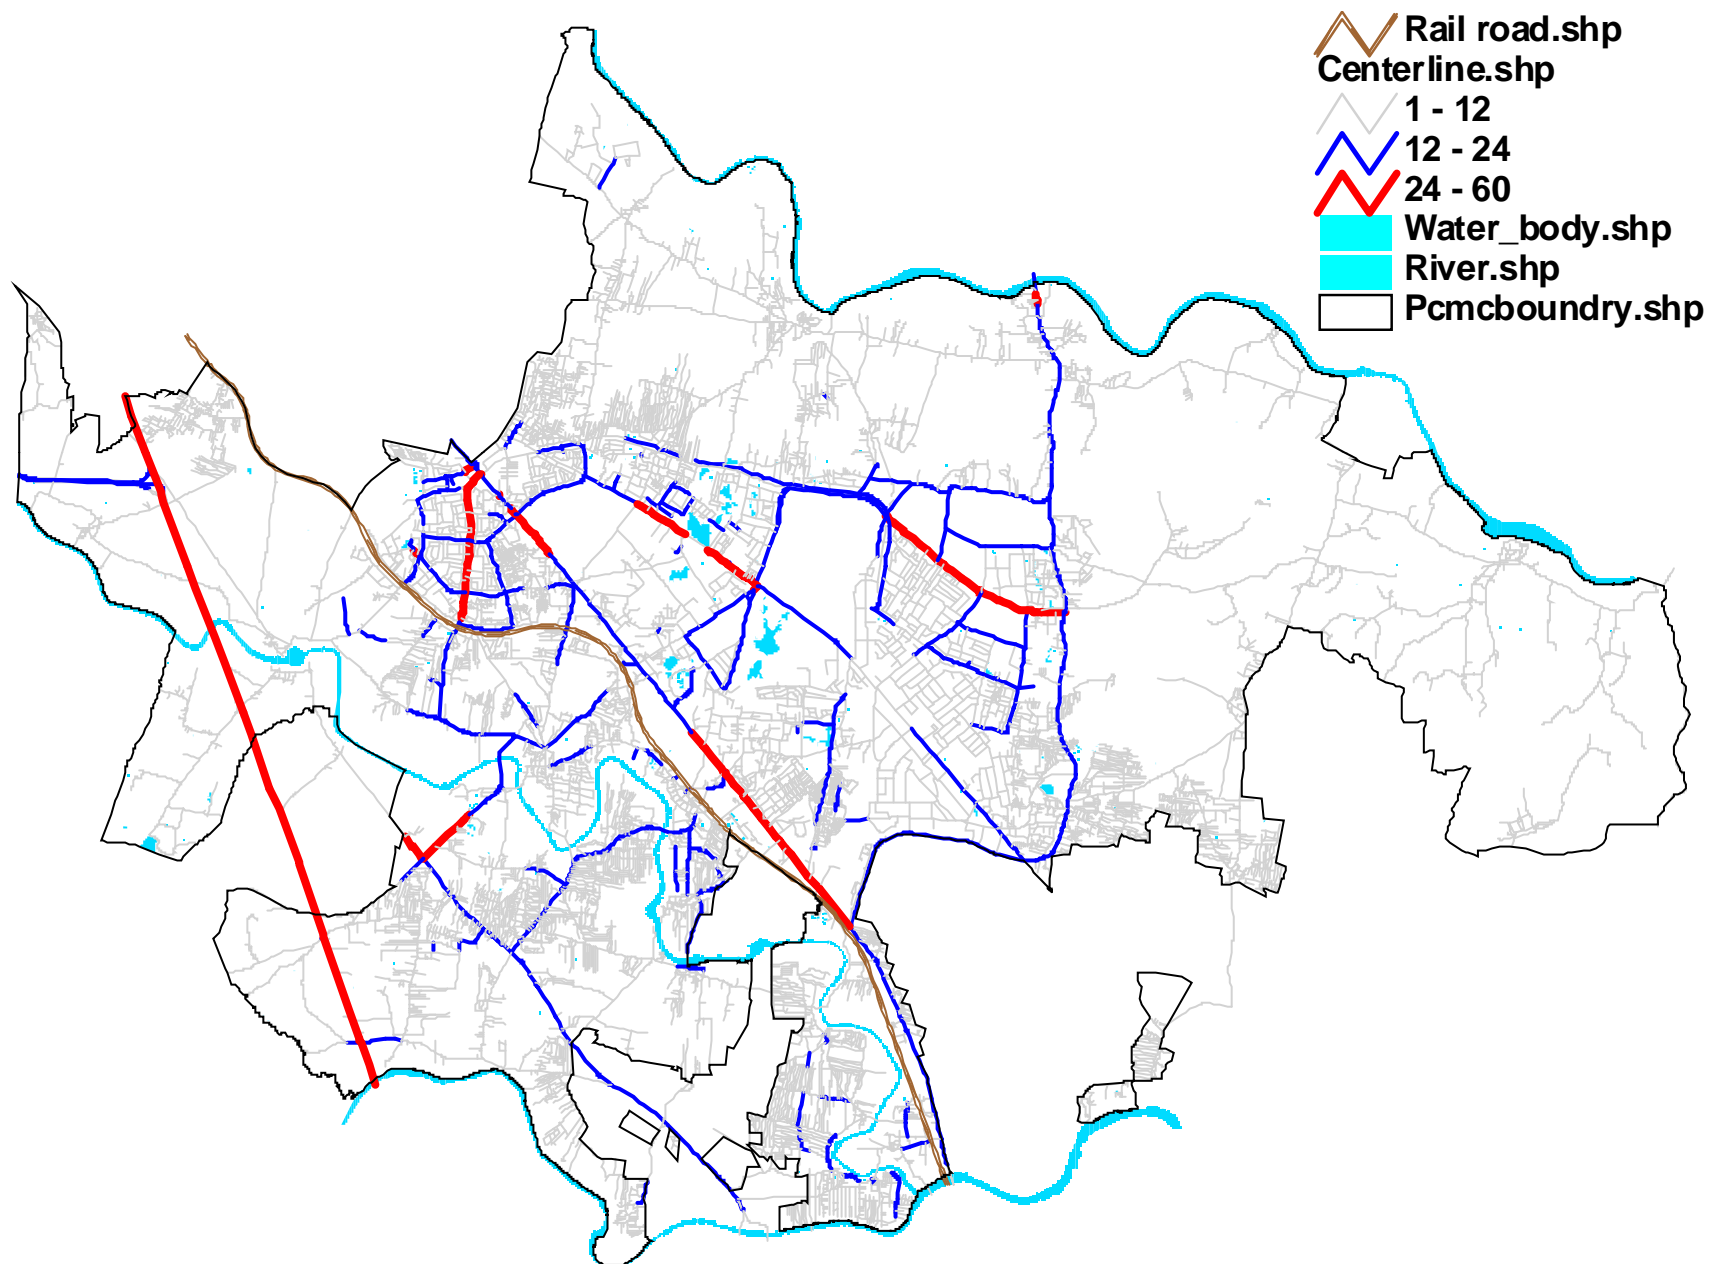 Rail road.shp
Centerline.shp
1 - 12
12 - 24
24 - 60
Water_body.shp
River.shp
Pcmcboundry.shp